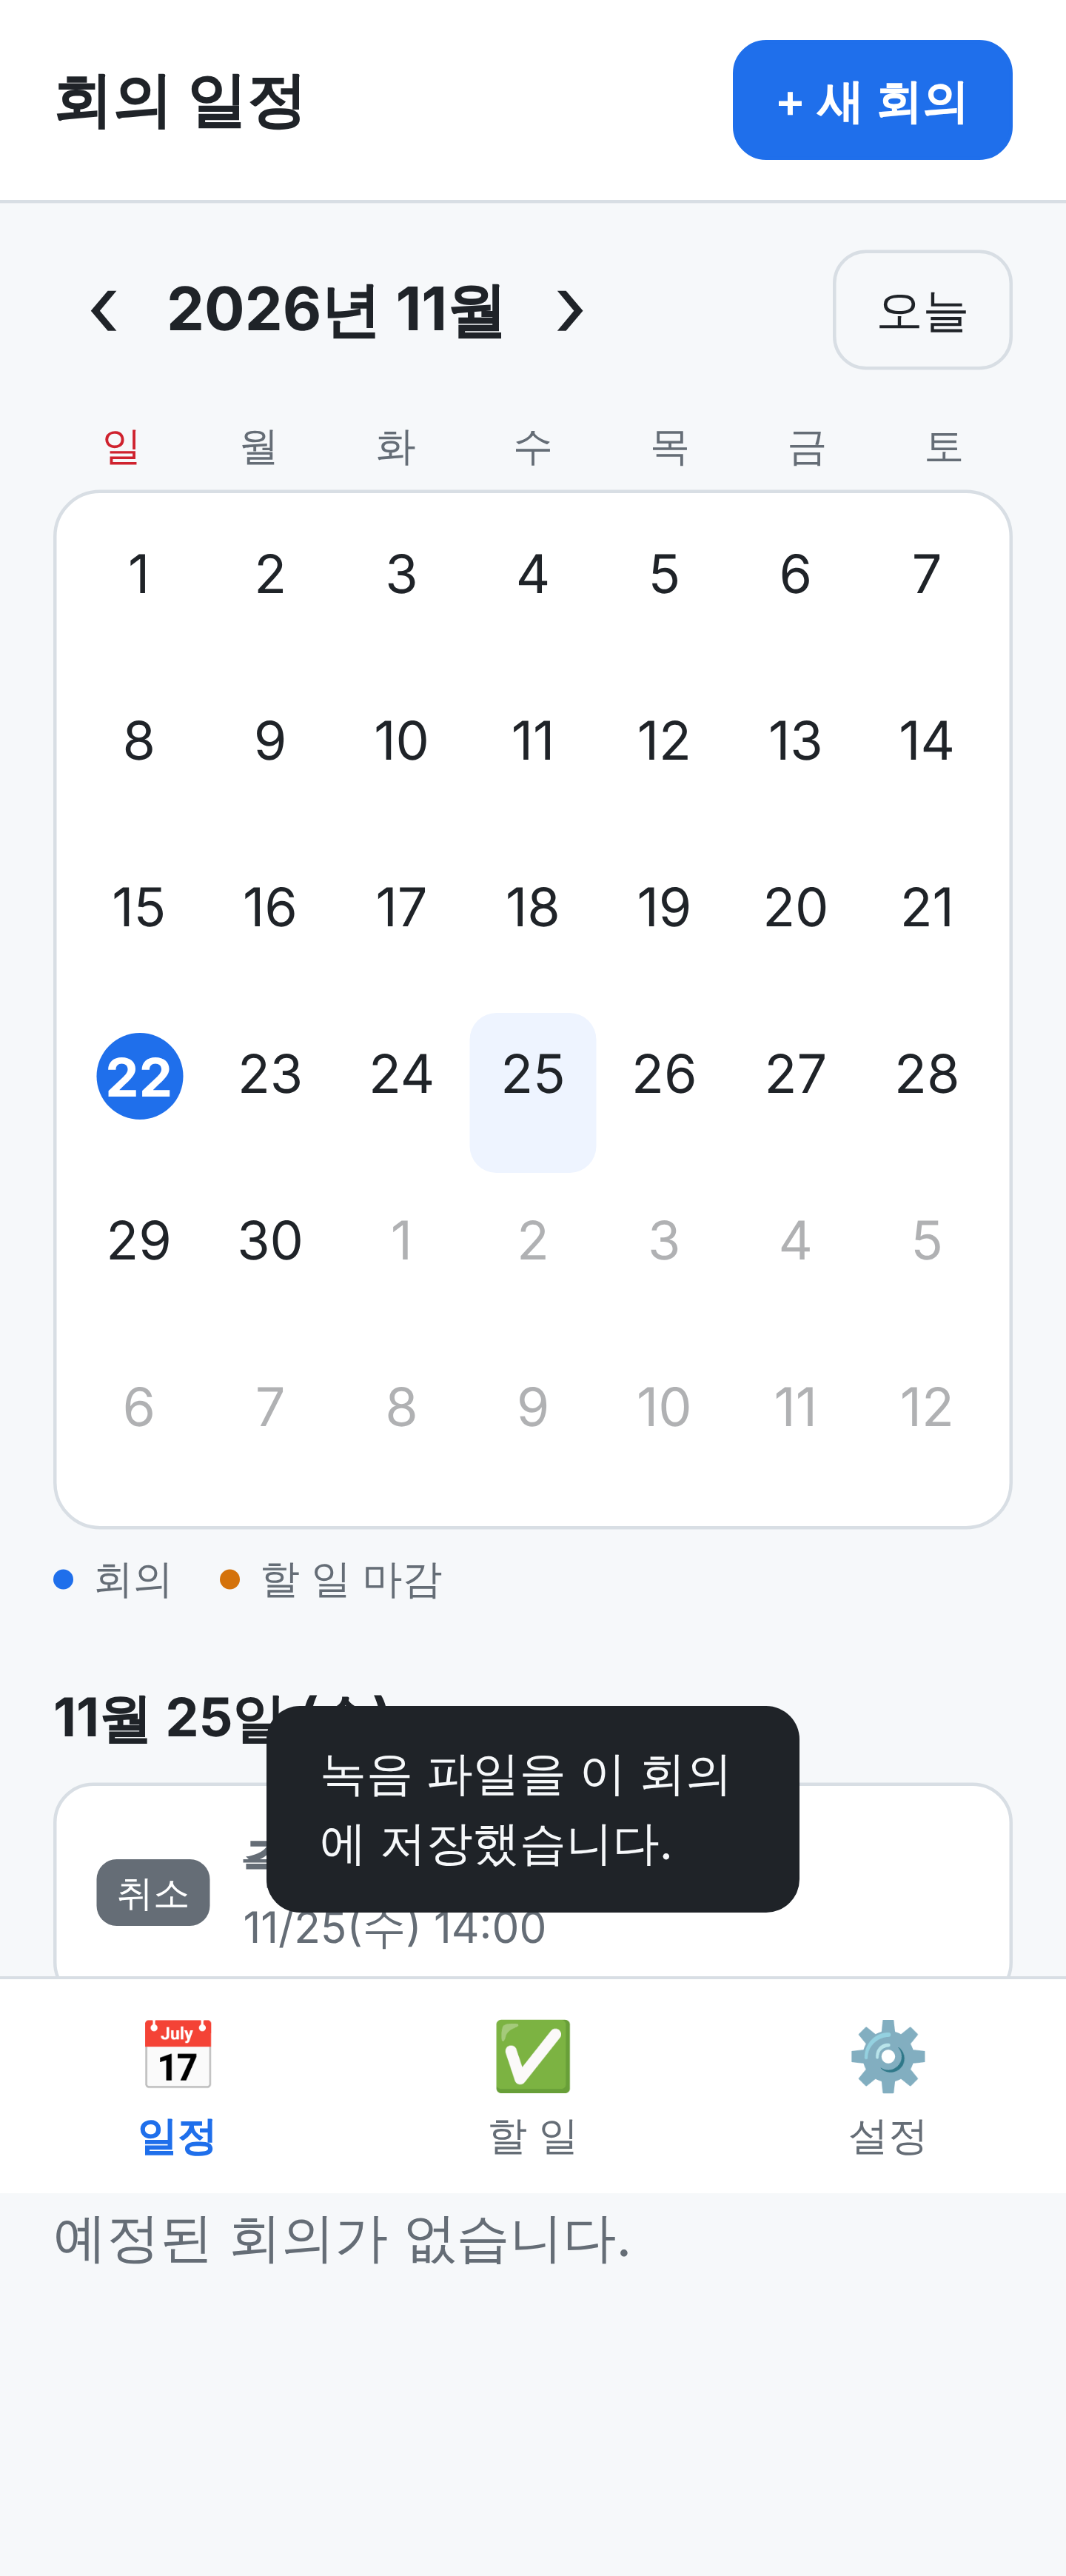 회의 일정
+ 새 회의
‹ 2026년 11월 ›
오늘
일 월 화 수 목 금 토
1 2 3 4 5 6 7
8 9 10 11 12 13 14
15 16 17 18 19 20 21
22 23 24 25 26 27 28
29 30 1 2 3 4 5
6 7 8 9 10 11 12
회의 할 일 마감
11월 25일
녹음 파일을 이 회의
에 저장했습니다.
취소
11/25(수) 14:00
July
17
일정 할 일 설정
예정된 회의가 없습니다.